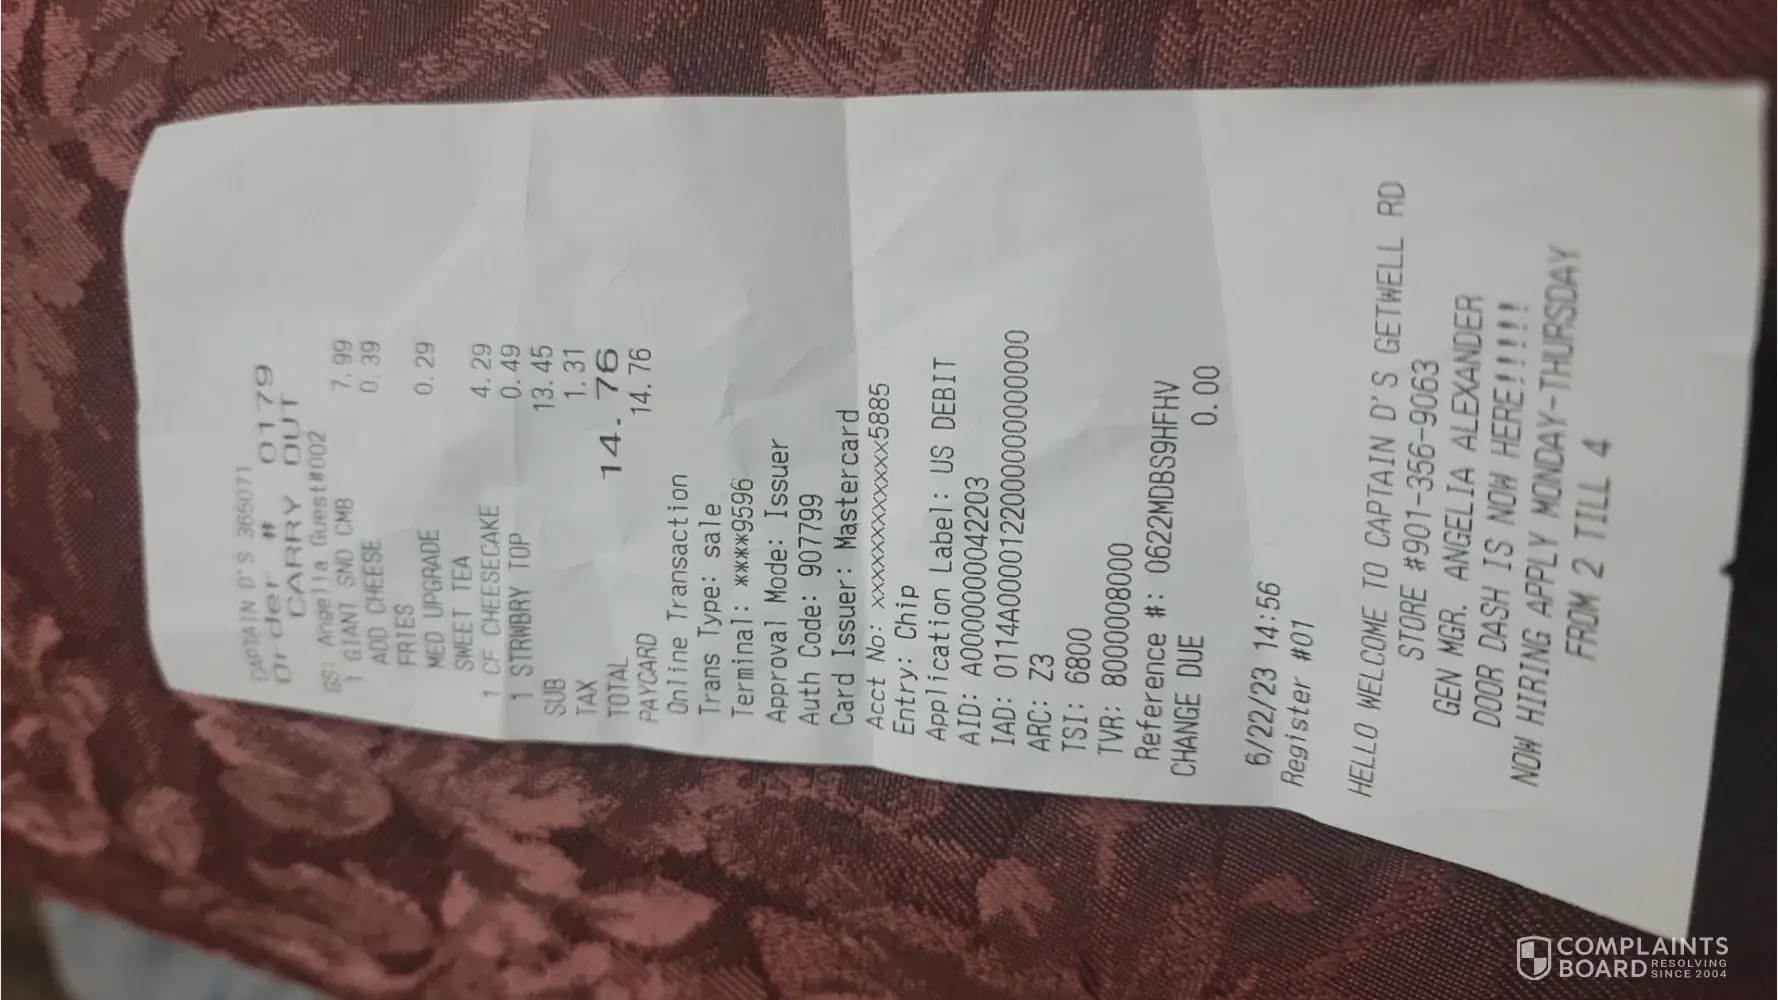 CAPTAIN D'S 365071
Order # 0179
CARRY OUT
GS: Angelia Guest#002
1 GIANT SND CMB 7.99
ADD CHEESE 0.39
FRIES
MED UPGRADE 0.29
SWEET TEA
1 CF CHEESECAKE 4.29
1 STRWBRY TOP 0.49
SUB 13.45
TAX 1.31
TOTAL 14.76
PAYCARD 14.76
Online Transaction
Trans Type: sale
Terminal: ****9596
Approval Mode: Issuer
Auth Code: 907799
Card Issuer: Mastercard
Acct No: xxxxxxxxxxxx5885
Entry: Chip
Application Label: US DEBIT
AID: A0000000042203
IAD: 0114A00001220000000000000000
ARC: Z3
TSI: 6800
TVR: 8000008000
Reference #: 0622MDBS9HFHV
CHANGE DUE 0.00
6/22/23 14:56
Register #01
HELLO WELCOME TO CAPTAIN D'S GETWELL RD
STORE #901-356-9063
GEN MGR. ANGELIA ALEXANDER
DOOR DASH IS NOW HERE!!!!!!
NOW HIRING APPLY MONDAY-THURSDAY
FROM 2 TILL 4
COMPLAINTS
BOARD RESOLVING
SINCE 2004